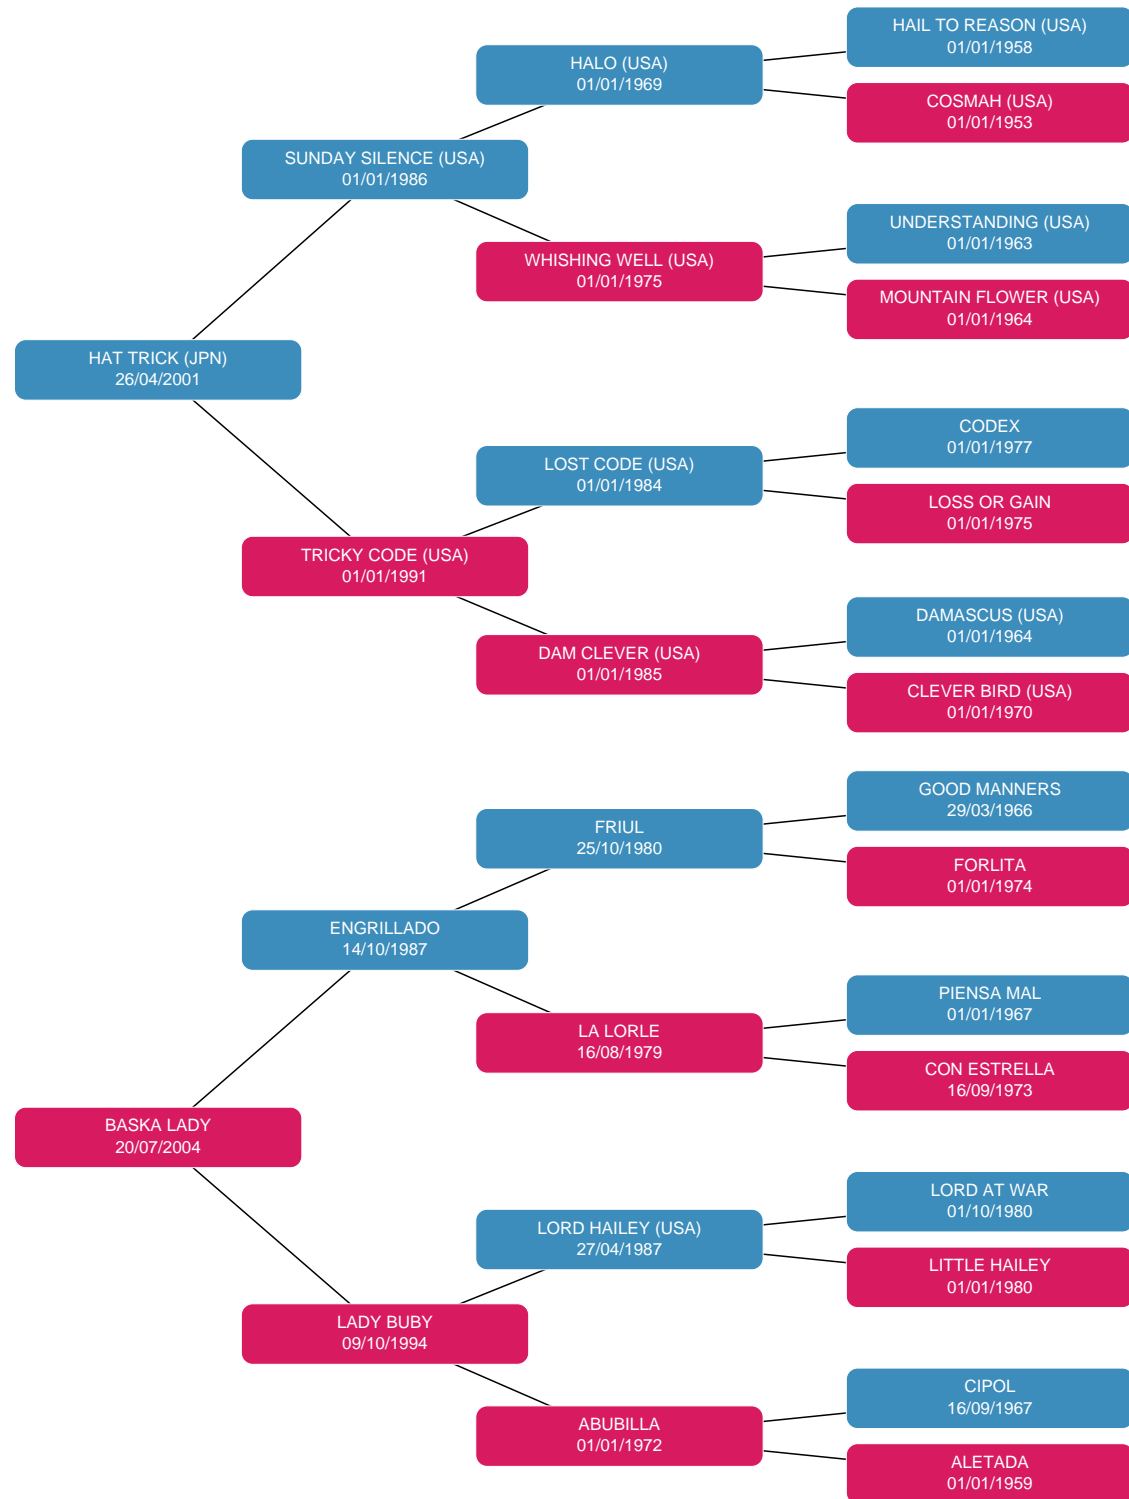 HAIL TO REASON (USA)
01/01/1958
HALO (USA)
01/01/1969
COSMAH (USA)
01/01/1953
SUNDAY SILENCE (USA)
01/01/1986
UNDERSTANDING (USA)
01/01/1963
WHISHING WELL (USA)
01/01/1975
MOUNTAIN FLOWER (USA)
01/01/1964
HAT TRICK (JPN)
26/04/2001
CODEX
01/01/1977
LOST CODE (USA)
01/01/1984
LOSS OR GAIN
01/01/1975
TRICKY CODE (USA)
01/01/1991
DAMASCUS (USA)
01/01/1964
DAM CLEVER (USA)
01/01/1985
CLEVER BIRD (USA)
01/01/1970
GOOD MANNERS
29/03/1966
FRIUL
25/10/1980
FORLITA
01/01/1974
ENGRILLADO
14/10/1987
PIENSA MAL
01/01/1967
LA LORLE
16/08/1979
CON ESTRELLA
16/09/1973
BASKA LADY
20/07/2004
LORD AT WAR
01/10/1980
LORD HAILEY (USA)
27/04/1987
LITTLE HAILEY
01/01/1980
LADY BUBY
09/10/1994
CIPOL
16/09/1967
ABUBILLA
01/01/1972
ALETADA
01/01/1959